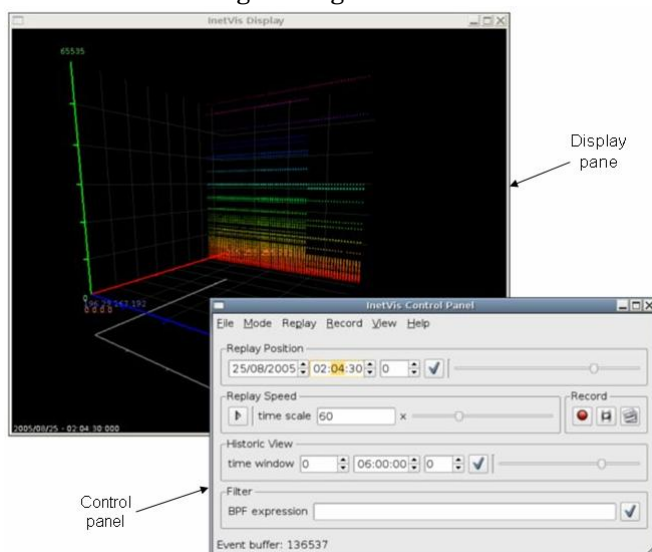 InetVis Display
65535
Display
pane
2005/08/25 - 02:04:30:000
InetVis Control Panel
File Mode Replay Record View Help
Replay Position
25/08/2005 02:04:30 0
Replay Speed
time scale 60 x
Record
Historic View
time window 0 06:00:00 0
Filter
BPF expression
Event buffer: 136537
Control
panel